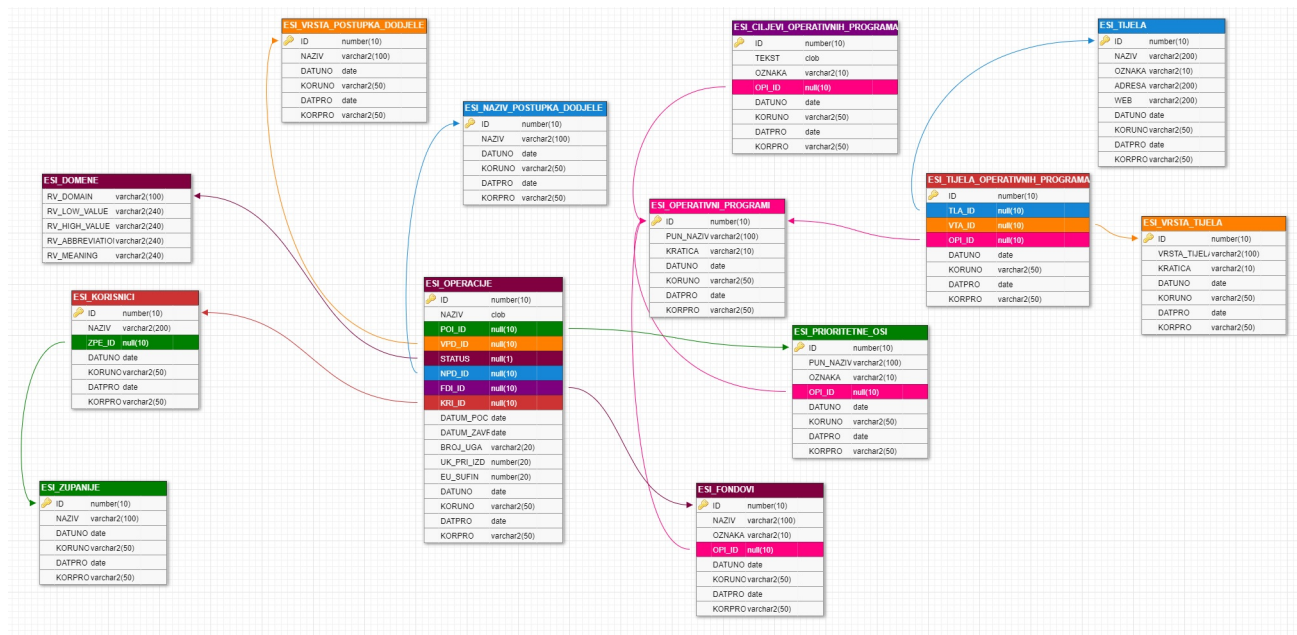 ESI_VRSTA_POSTUPKA_DODJELE
ID number(10)
NAZIV varchar2(100)
DATUNO date
KORUNO varchar2(50)
DATPRO date
KORPRO varchar2(50)
ESI_NAZIV_POSTUPKA_DODJELE
ID number(10)
NAZIV varchar2(100)
DATUNO date
KORUNO varchar2(50)
DATPRO date
KORPRO varchar2(50)
ESI_CILJEVI_OPERATIVNIH_PROGRAMA
ID number(10)
TEKST clob
OZNAKA varchar2(10)
OPI_ID null(10)
DATUNO date
KORUNO varchar2(50)
DATPRO date
KORPRO varchar2(50)
ESI_TIJELA
ID number(10)
NAZIV varchar2(200)
OZNAKA varchar2(10)
ADRESA varchar2(200)
WEB varchar2(200)
DATUNO date
KORUNO varchar2(50)
DATPRO date
KORPRO varchar2(50)
ESI_DOMENE
RV_DOMAIN varchar2(100)
RV_LOW_VALUE varchar2(240)
RV_HIGH_VALUE varchar2(240)
RV_ABBREVIATIO varchar2(240)
RV_MEANING varchar2(240)
ESI_TIJELA_OPERATIVNIH_PROGRAMA
ID number(10)
TLA_ID null(10)
VTA_ID null(10)
OPI_ID null(10)
DATUNO date
KORUNO varchar2(50)
DATPRO date
KORPRO varchar2(50)
ESI_OPERATIVNI_PROGRAMI
ID number(10)
PUN_NAZIV varchar2(100)
KRATICA varchar2(10)
DATUNO date
KORUNO varchar2(50)
DATPRO date
KORPRO varchar2(50)
ESI_VRSTA_TIJELA
ID number(10)
VRSTA_TIJEL varchar2(100)
KRATICA varchar2(10)
DATUNO date
KORUNO varchar2(50)
DATPRO date
KORPRO varchar2(50)
ESI_KORISNICI
ID number(10)
NAZIV varchar2(200)
ZPE_ID null(10)
DATUNO date
KORUNO varchar2(50)
DATPRO date
KORPRO varchar2(50)
ESI_OPERACIJE
ID number(10)
NAZIV clob
POI_ID null(10)
VPD_ID null(10)
STATUS null(1)
NPD_ID null(10)
FDI_ID null(10)
KRI_ID null(10)
DATUM_POC date
DATUM_ZAVF date
BROJ_UGA varchar2(20)
UK_PRI_IZD number(20)
EU_SUFIN number(20)
DATUNO date
KORUNO varchar2(50)
DATPRO date
KORPRO varchar2(50)
ESI_PRIORITETNE_OSI
ID number(10)
PUN_NAZIV varchar2(100)
OZNAKA varchar2(10)
OPI_ID null(10)
DATUNO date
KORUNO varchar2(50)
DATPRO date
KORPRO varchar2(50)
ESI_ZUPANIJE
ID number(10)
NAZIV varchar2(100)
DATUNO date
KORUNO varchar2(50)
DATPRO date
KORPRO varchar2(50)
ESI_FONDOVI
ID number(10)
NAZIV varchar2(100)
OZNAKA varchar2(10)
OPI_ID null(10)
DATUNO date
KORUNO varchar2(50)
DATPRO date
KORPRO varchar2(50)